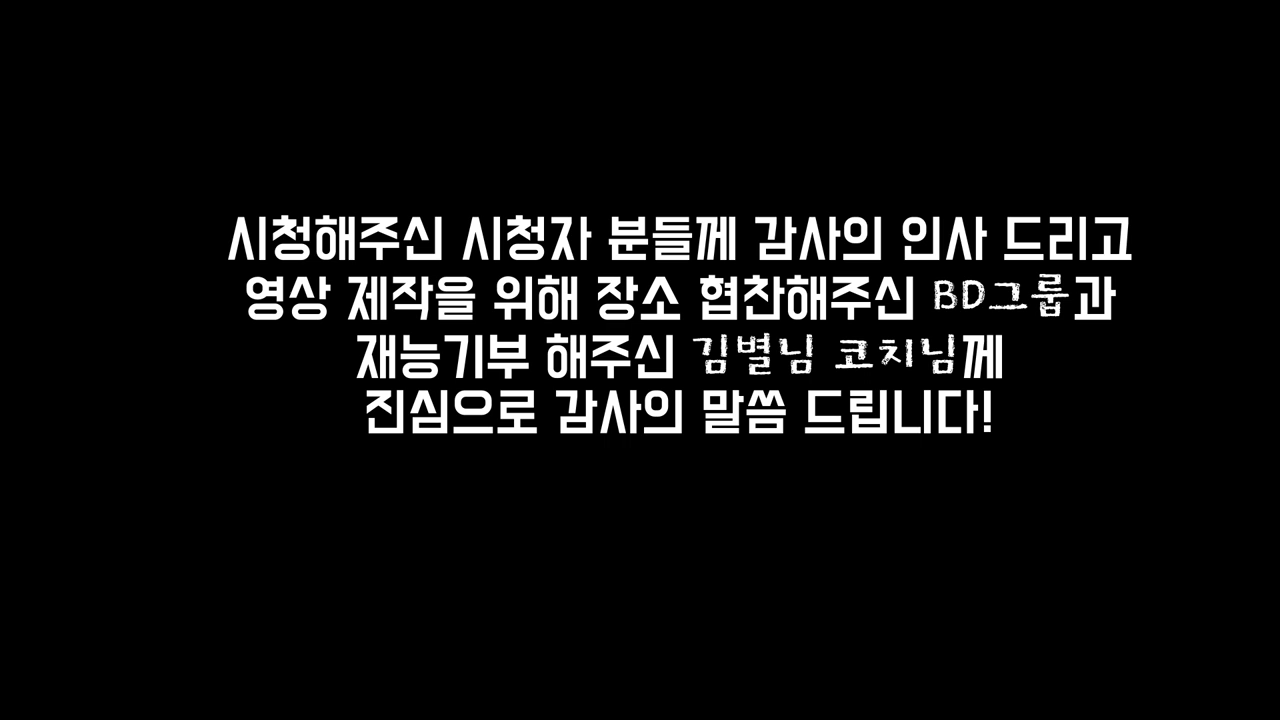 시청해주신 시청자 분들께 감사의 인사 드리고
영상 제작을 위해 장소 협찬해주신 BD그룹과
재능기부 해주신 김별님 코치님께
진심으로 감사의 말씀 드립니다!